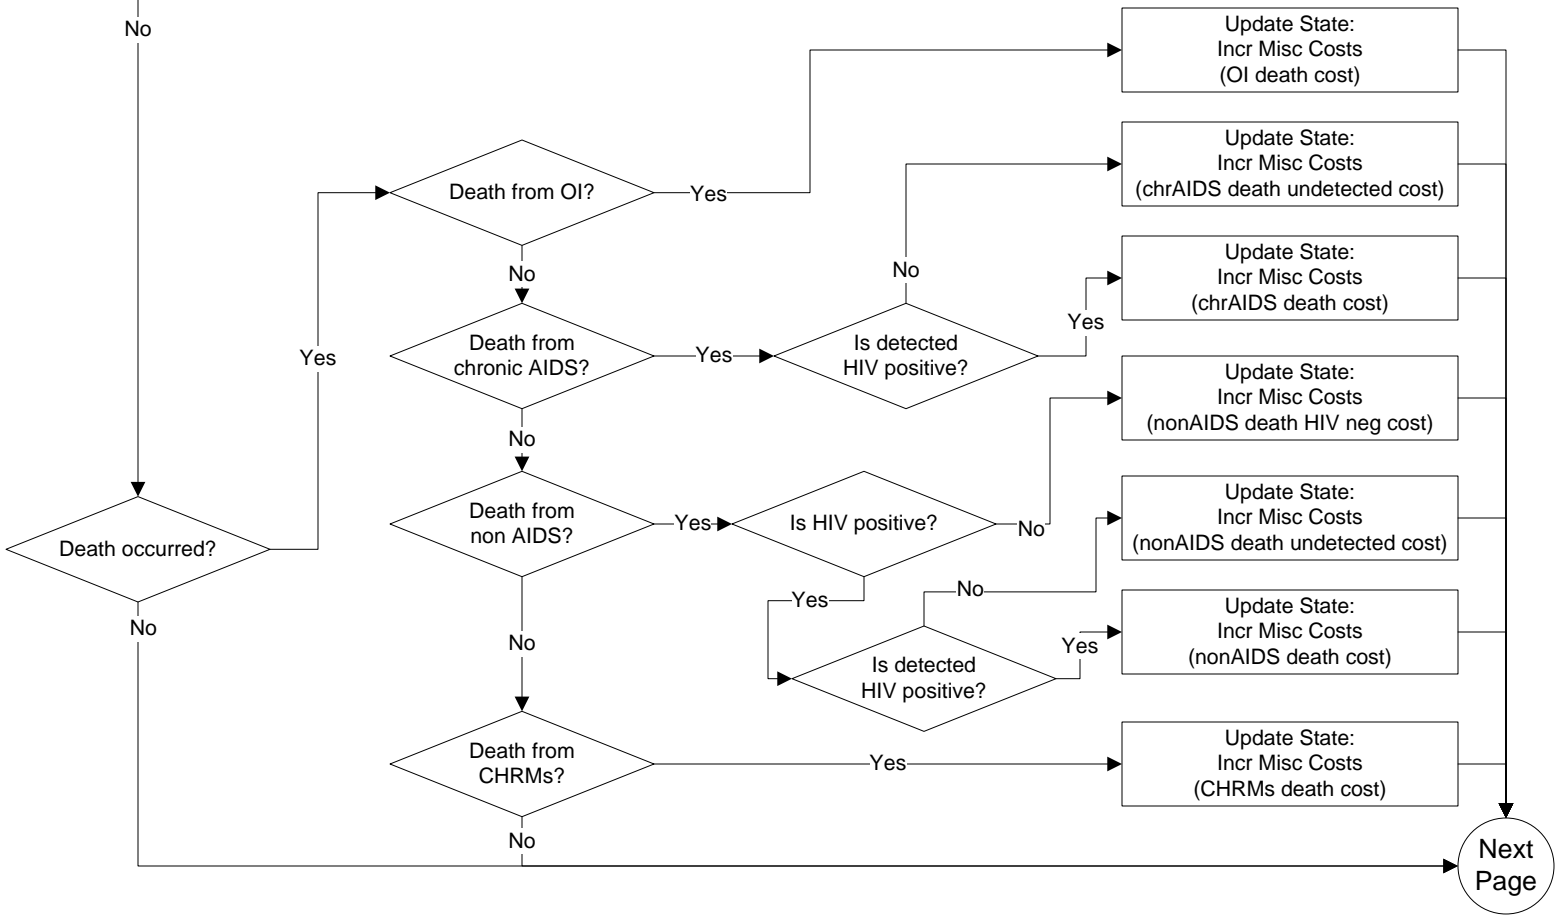 No
Update State:
Incr Misc Costs
(OI death cost)
Death from OI?
Yes
Update State:
Incr Misc Costs
(chrAIDS death undetected cost)
No
No
Update State:
Incr Misc Costs
(chrAIDS death cost)
Yes
Death from
chronic AIDS?
Yes
Is detected
HIV positive?
Yes
Update State:
Incr Misc Costs
(nonAIDS death HIV neg cost)
No
Death from
non AIDS?
Yes
Is HIV positive?
No
Update State:
Incr Misc Costs
(nonAIDS death undetected cost)
Death occurred?
No
Yes
No
No
Is detected
HIV positive?
Yes
Update State:
Incr Misc Costs
(nonAIDS death cost)
Death from
CHRMs?
Yes
Update State:
Incr Misc Costs
(CHRMs death cost)
No
Next
Page